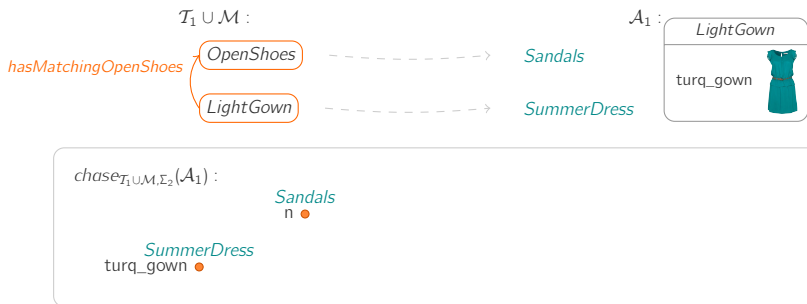 𝒯₁ ∪ ℳ :
𝒜₁ :
LightGown
OpenShoes
Sandals
hasMatchingOpenShoes
turq_gown
LightGown
SummerDress
chase𝒯₁∪ℳ,Σ₂(𝒜₁) :
Sandals
n
SummerDress
turq_gown